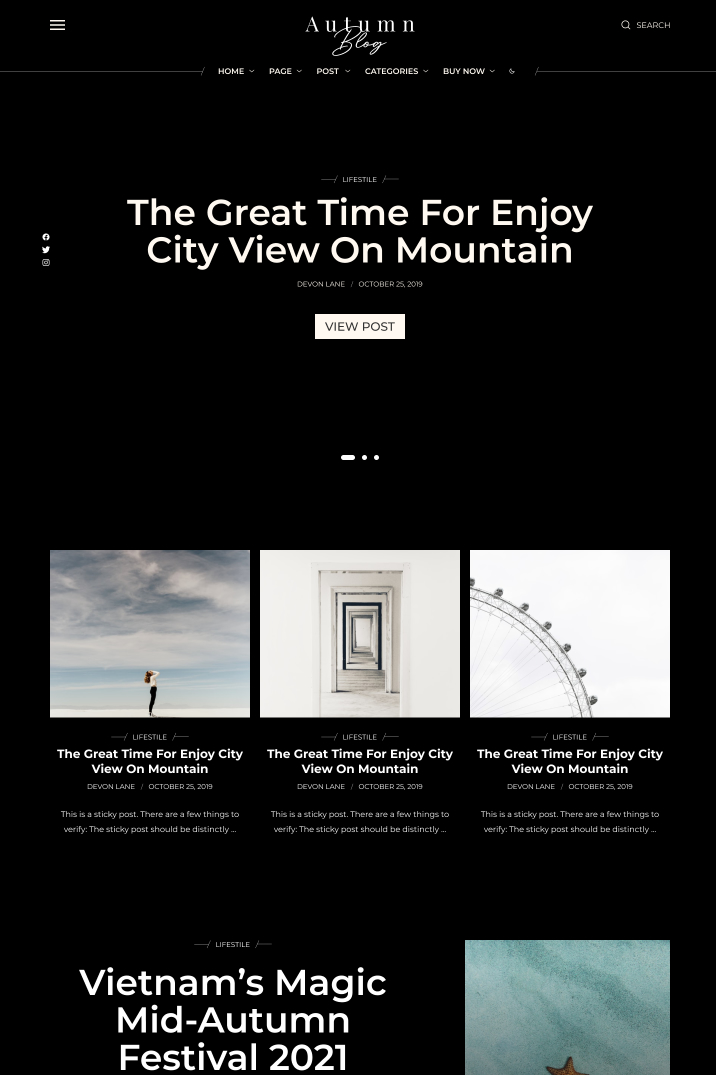 Autumn
Blog
SEARCH
HOME PAGE POST CATEGORIES BUY NOW
LIFESTILE
The Great Time For Enjoy
City View On Mountain
DEVON LANE / OCTOBER 25, 2019
VIEW POST
LIFESTILE
The Great Time For Enjoy City
View On Mountain
DEVON LANE / OCTOBER 25, 2019
This is a sticky post. There are a few things to
verify: The sticky post should be distinctly ...
LIFESTILE
The Great Time For Enjoy City
View On Mountain
DEVON LANE / OCTOBER 25, 2019
This is a sticky post. There are a few things to
verify: The sticky post should be distinctly ...
LIFESTILE
The Great Time For Enjoy City
View On Mountain
DEVON LANE / OCTOBER 25, 2019
This is a sticky post. There are a few things to
verify: The sticky post should be distinctly ...
LIFESTILE
Vietnam’s Magic
Mid-Autumn
Festival 2021